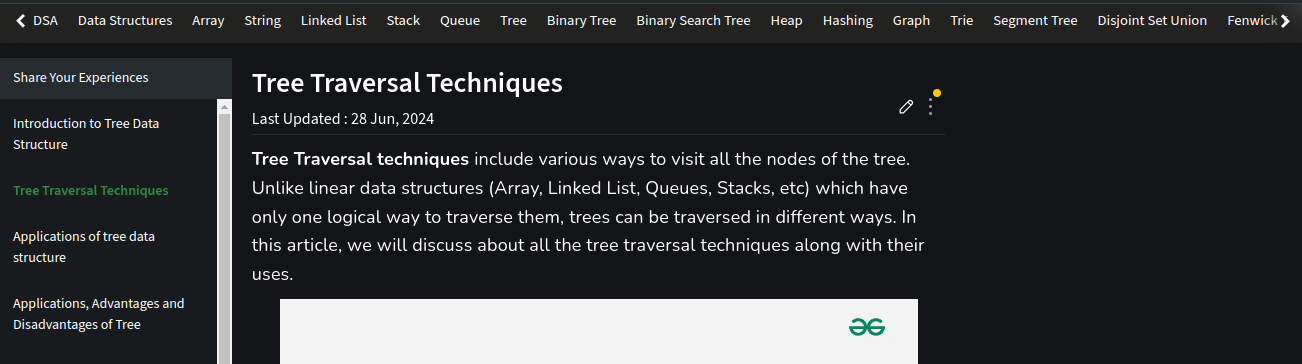 DSA Data Structures Array String Linked List Stack Queue Tree Binary Tree Binary Search Tree Heap Hashing Graph Trie Segment Tree Disjoint Set Union Fenwick
Share Your Experiences
Introduction to Tree Data
Structure
Tree Traversal Techniques
Applications of tree data
structure
Applications, Advantages and
Disadvantages of Tree
Tree Traversal Techniques
Last Updated : 28 Jun, 2024
Tree Traversal techniques include various ways to visit all the nodes of the tree.
Unlike linear data structures (Array, Linked List, Queues, Stacks, etc) which have
only one logical way to traverse them, trees can be traversed in different ways. In
this article, we will discuss about all the tree traversal techniques along with their
uses.